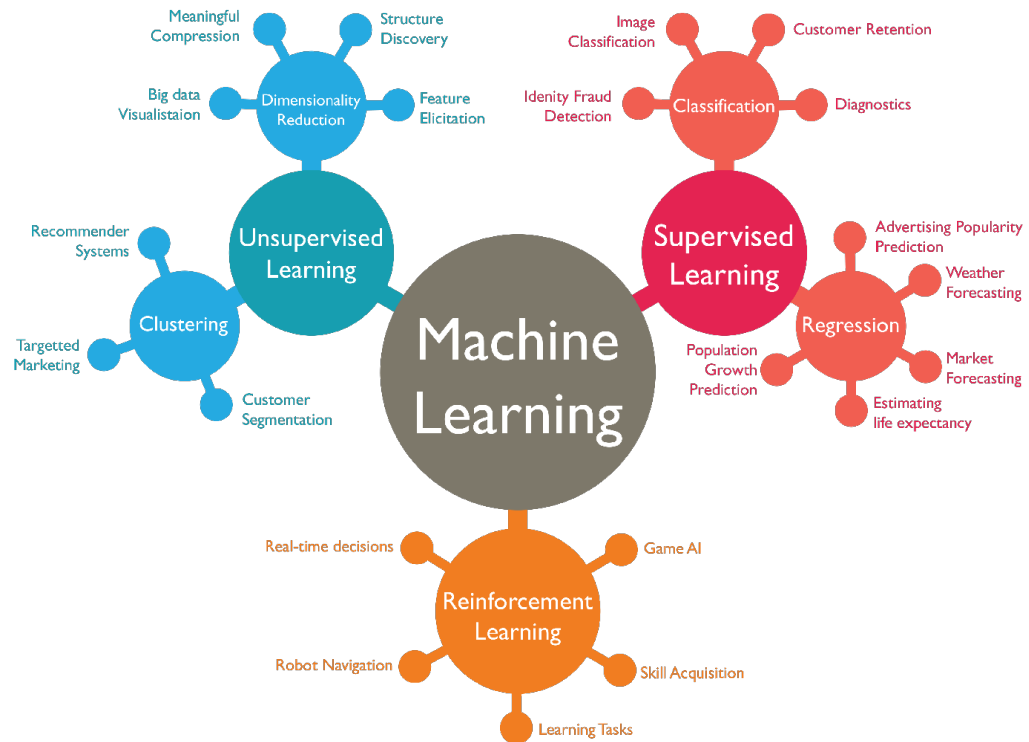 Meaningful
Compression
Structure
Discovery
Big data
Visualistaion
Dimensionality
Reduction
Feature
Elicitation
Unsupervised
Learning
Recommender
Systems
Clustering
Targetted
Marketing
Customer
Segmentation
Machine
Learning
Image
Classification
Customer Retention
Idenity Fraud
Detection
Classification
Diagnostics
Supervised
Learning
Advertising Popularity
Prediction
Weather
Forecasting
Regression
Population
Growth
Prediction
Market
Forecasting
Estimating
life expectancy
Real-time decisions
Game AI
Reinforcement
Learning
Robot Navigation
Skill Acquisition
Learning Tasks